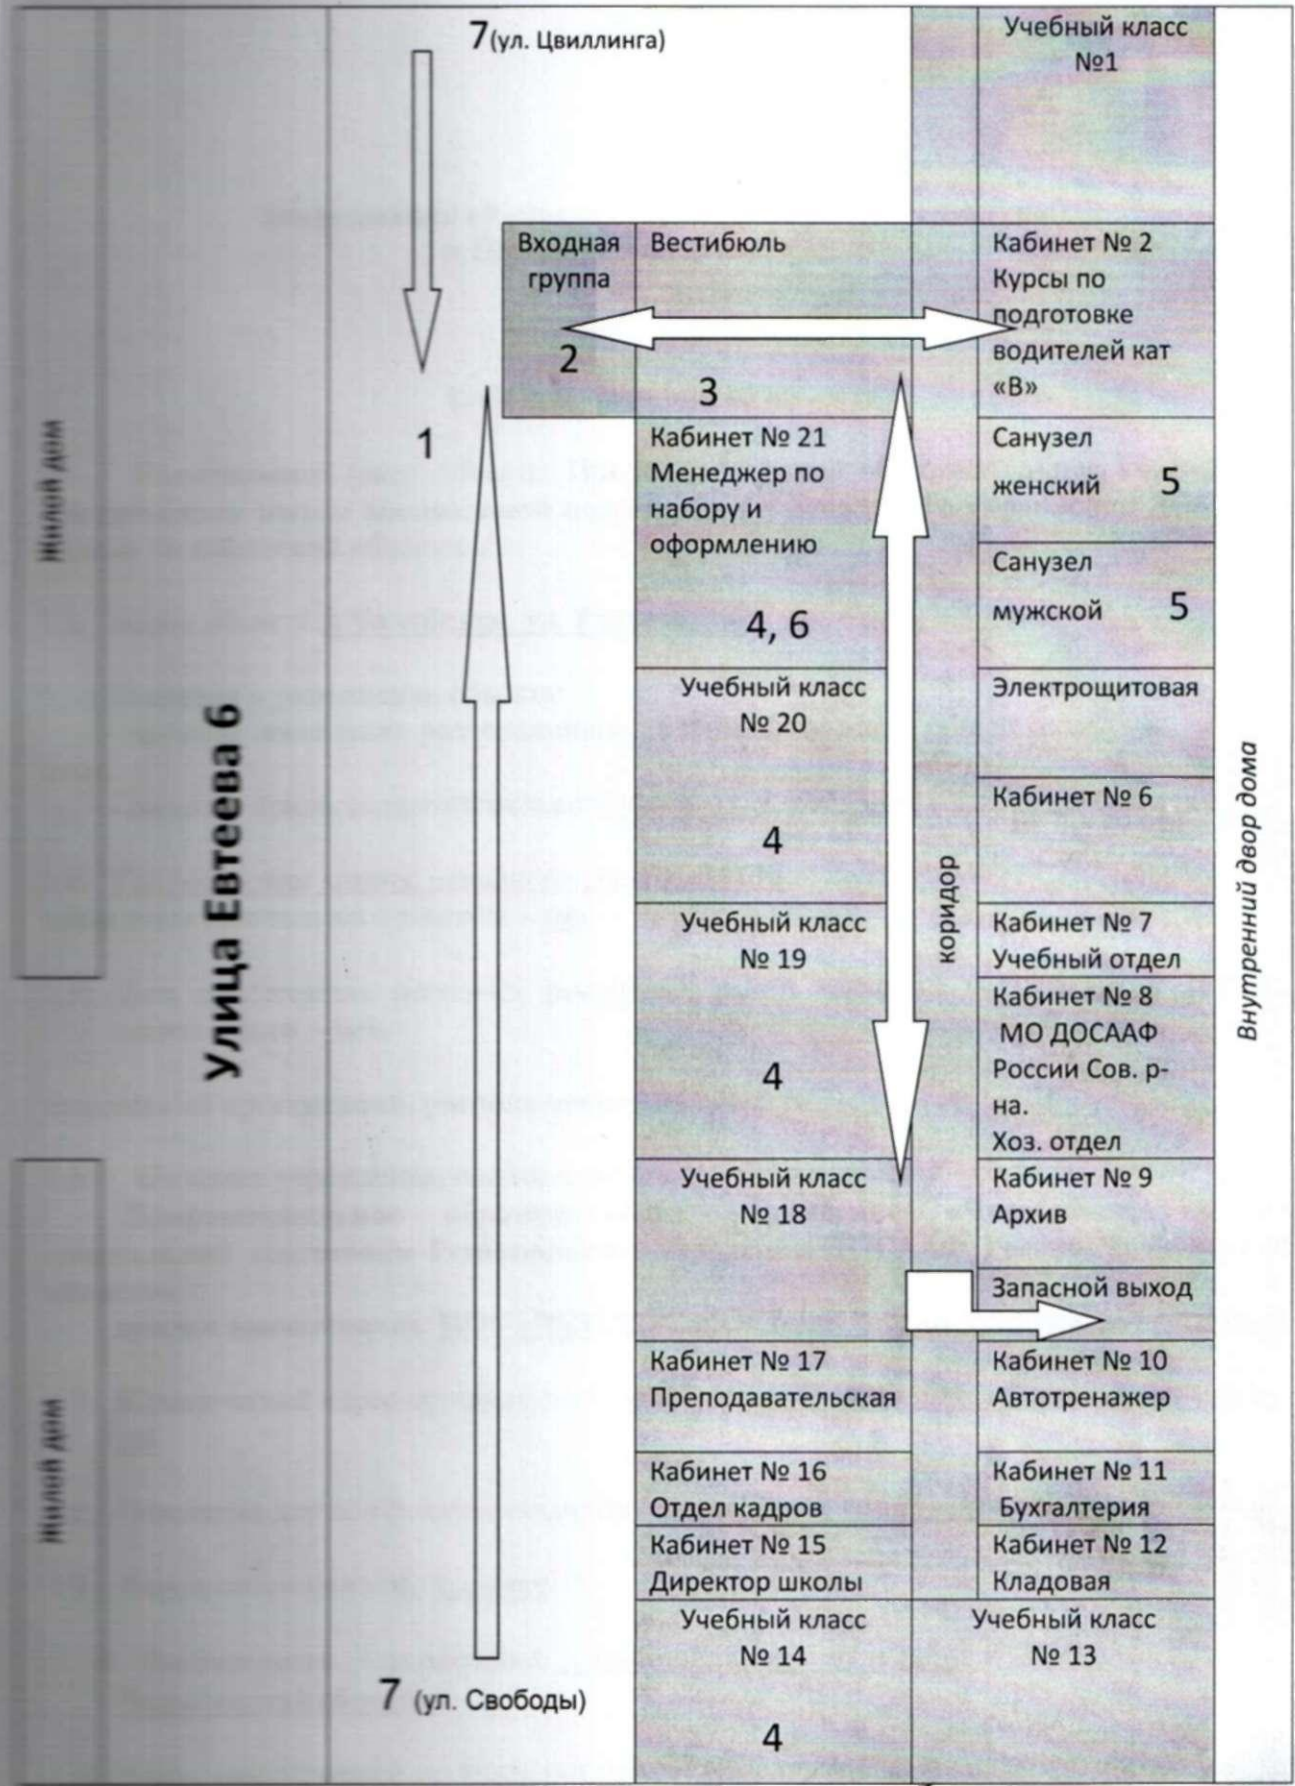 7(ул. Цвиллинга)
Учебный класс
№1
Входная
группа
2
Вестибюль
3
Кабинет № 2
Курсы по
подготовке
водителей кат
«В»
1
Кабинет № 21
Менеджер по
набору и
оформлению
4, 6
Санузел
женский 5
Санузел
мужской 5
Учебный класс
№ 20
4
Электрощитовая
Кабинет № 6
Учебный класс
№ 19
4
коридор
Кабинет № 7
Учебный отдел
Кабинет № 8
МО ДОСААФ
России Сов. р-
на.
Хоз. отдел
Учебный класс
№ 18
Кабинет № 9
Архив
Запасной выход
Кабинет № 17
Преподавательская
Кабинет № 10
Автотренажер
Кабинет № 16
Отдел кадров
Кабинет № 11
Бухгалтерия
Кабинет № 15
Директор школы
Кабинет № 12
Кладовая
Учебный класс
№ 14
4
Учебный класс
№ 13
7 (ул. Свободы)
Жилой дом
Улица Евтеева 6
Жилой дом
Внутренний двор дома